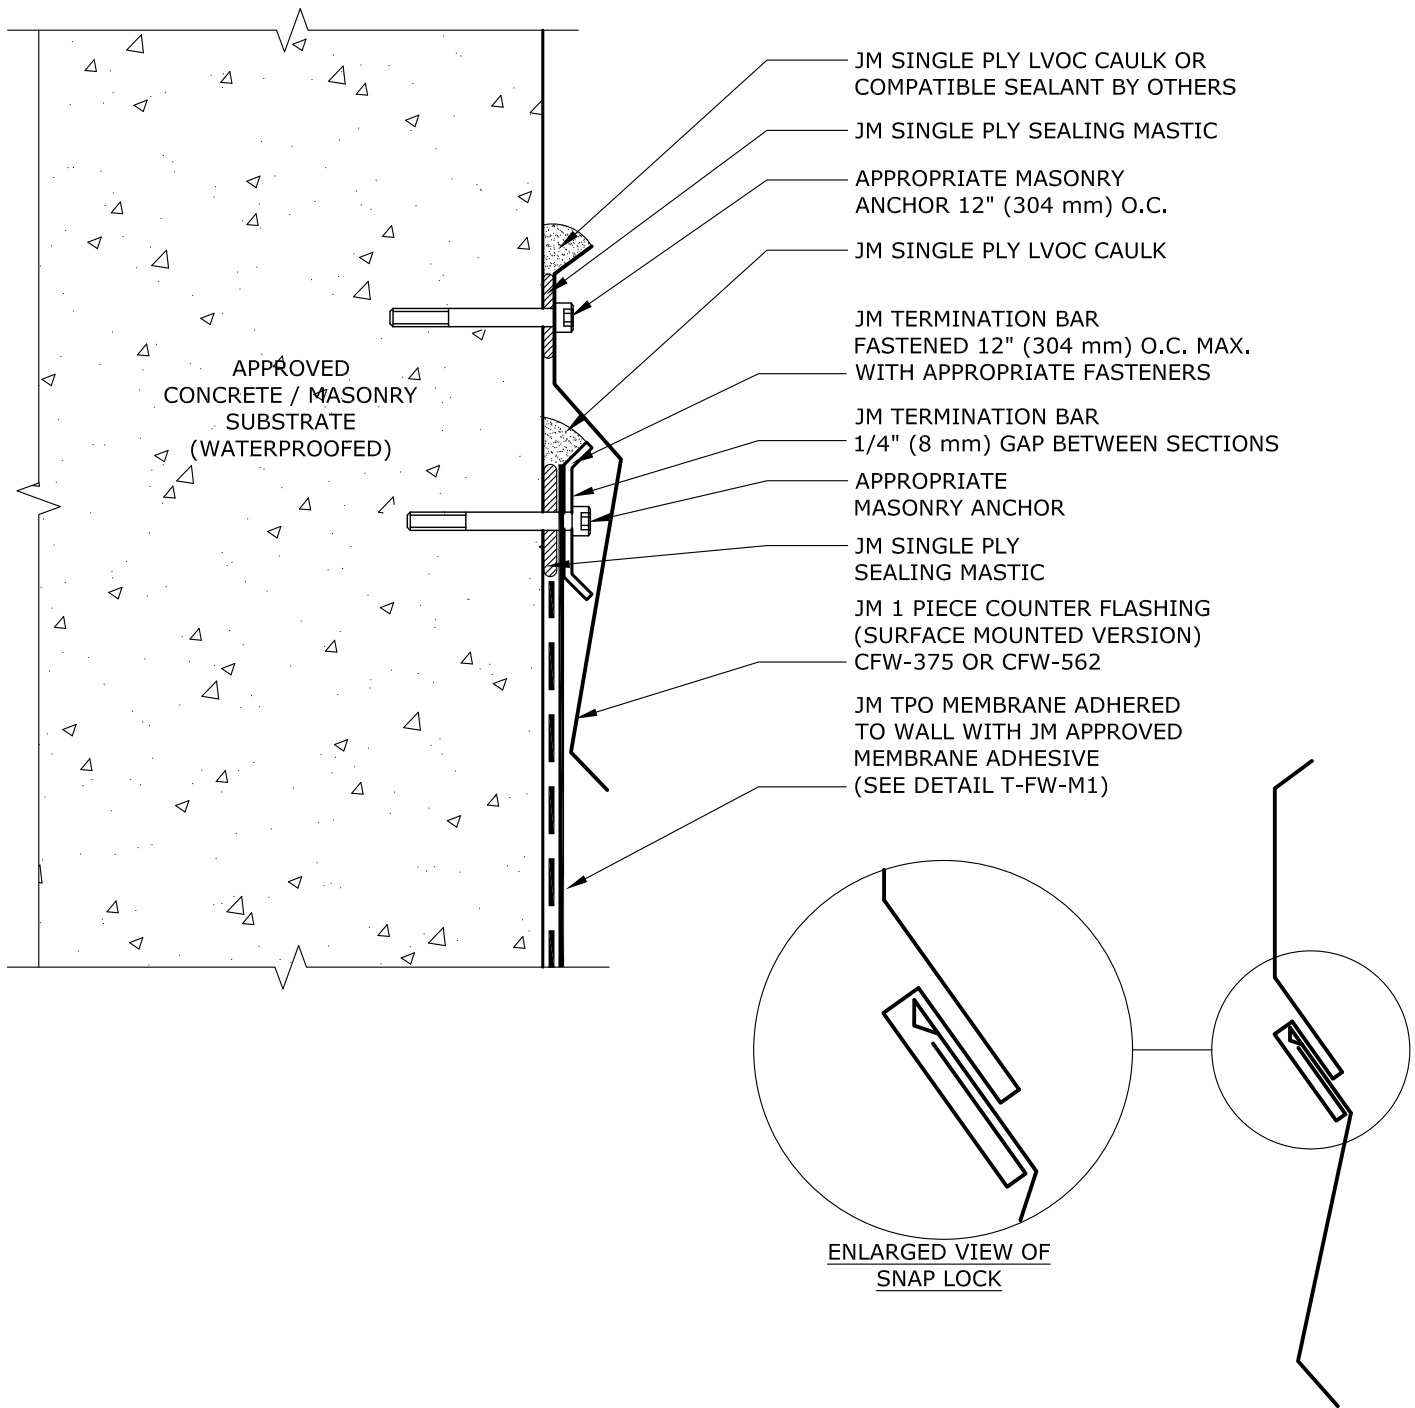 JM SINGLE PLY LVOC CAULK OR
COMPATIBLE SEALANT BY OTHERS
JM SINGLE PLY SEALING MASTIC
APPROPRIATE MASONRY
ANCHOR 12" (304 mm) O.C.
JM SINGLE PLY LVOC CAULK
JM TERMINATION BAR
FASTENED 12" (304 mm) O.C. MAX.
WITH APPROPRIATE FASTENERS
APPROVED
CONCRETE / MASONRY
SUBSTRATE
(WATERPROOFED)
JM TERMINATION BAR
1/4" (8 mm) GAP BETWEEN SECTIONS
APPROPRIATE
MASONRY ANCHOR
JM SINGLE PLY
SEALING MASTIC
JM 1 PIECE COUNTER FLASHING
(SURFACE MOUNTED VERSION)
CFW-375 OR CFW-562
JM TPO MEMBRANE ADHERED
TO WALL WITH JM APPROVED
MEMBRANE ADHESIVE
(SEE DETAIL T-FW-M1)
ENLARGED VIEW OF
SNAP LOCK